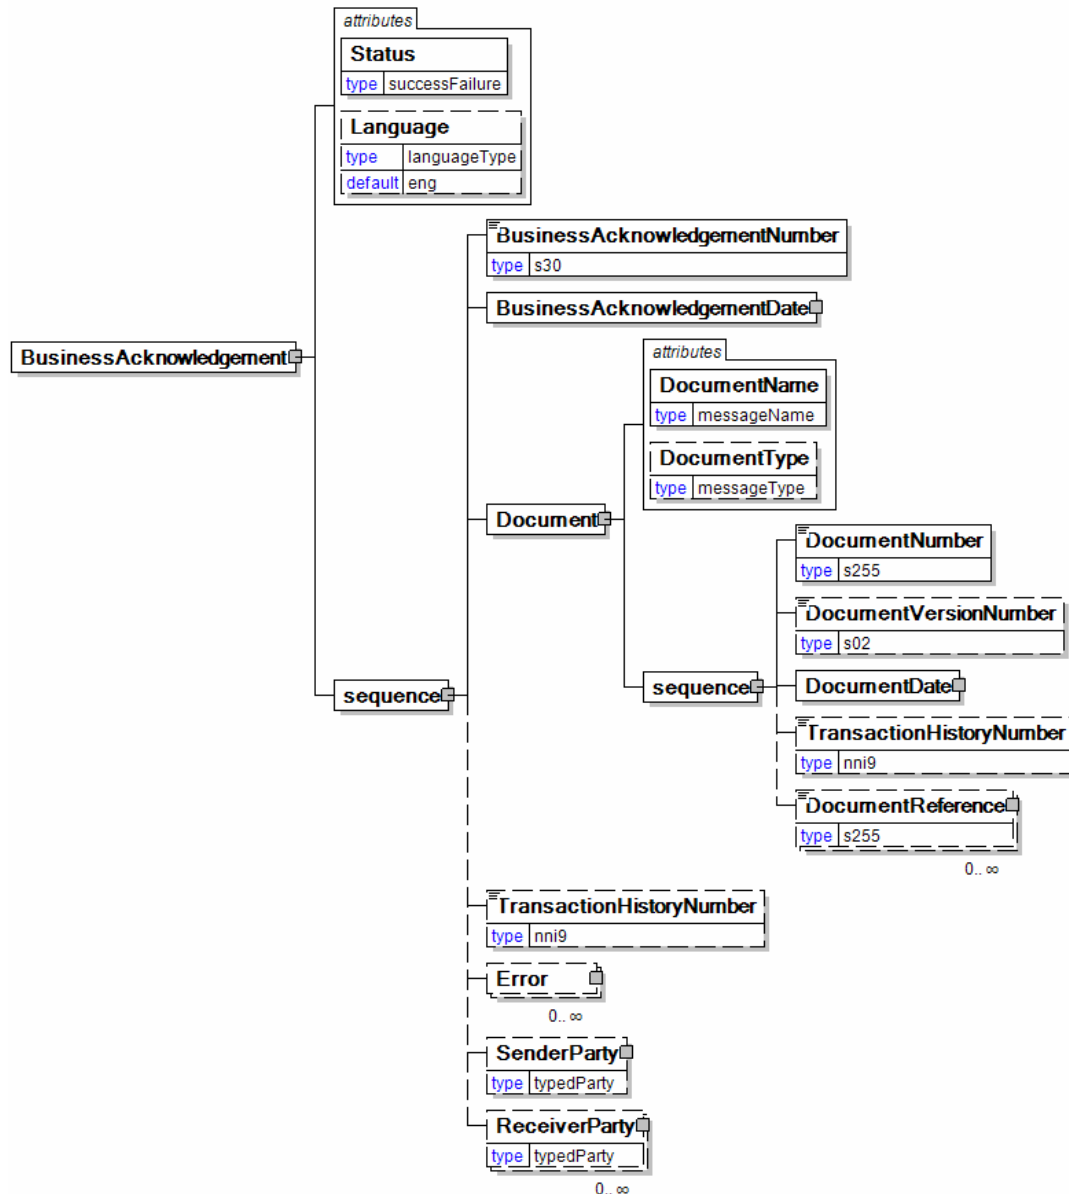 attributes
Status
type successFailure
Language
type languageType
default eng
BusinessAcknowledgementNumber
type s30
BusinessAcknowledgementDate
BusinessAcknowledgement
attributes
DocumentName
type messageName
DocumentType
type messageType
Document
DocumentNumber
type s255
DocumentVersionNumber
type s02
sequence
sequence
DocumentDate
TransactionHistoryNumber
type nni9
DocumentReference
type s255
0.. ∞
TransactionHistoryNumber
type nni9
Error
0.. ∞
SenderParty
type typedParty
ReceiverParty
type typedParty
0.. ∞